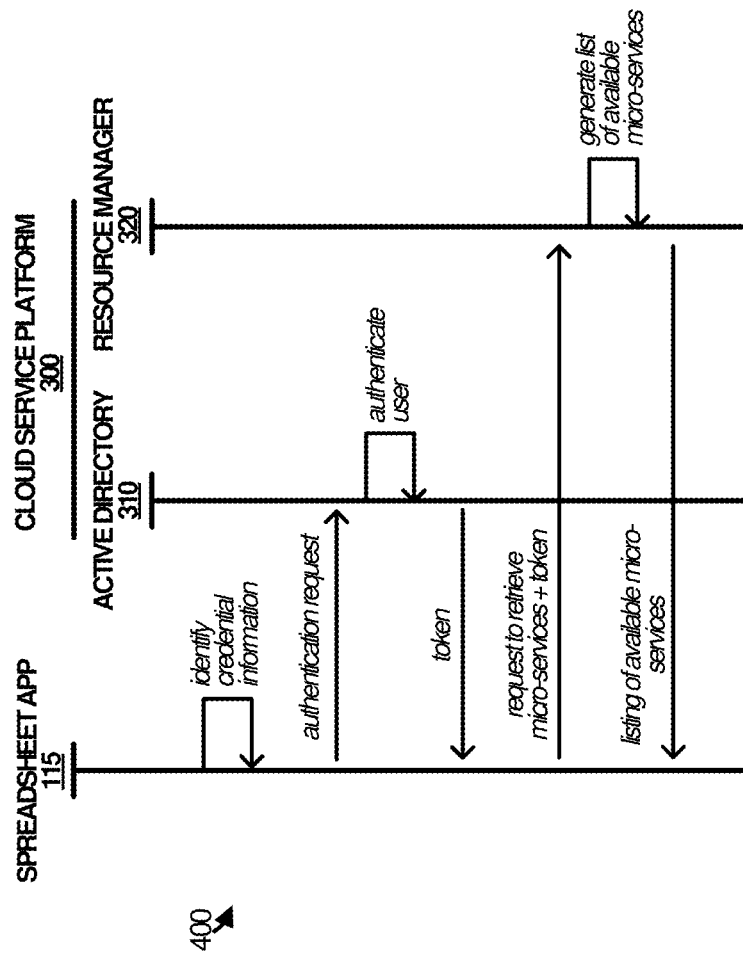 SPREADSHEET APP
115
CLOUD SERVICE PLATFORM
300
ACTIVE DIRECTORY
310
RESOURCE MANAGER
320
400
identify
credential
information
authentication request
authenticate
user
token
request to retrieve
micro-services + token
generate list
of available
micro-services
listing of available micro-
services